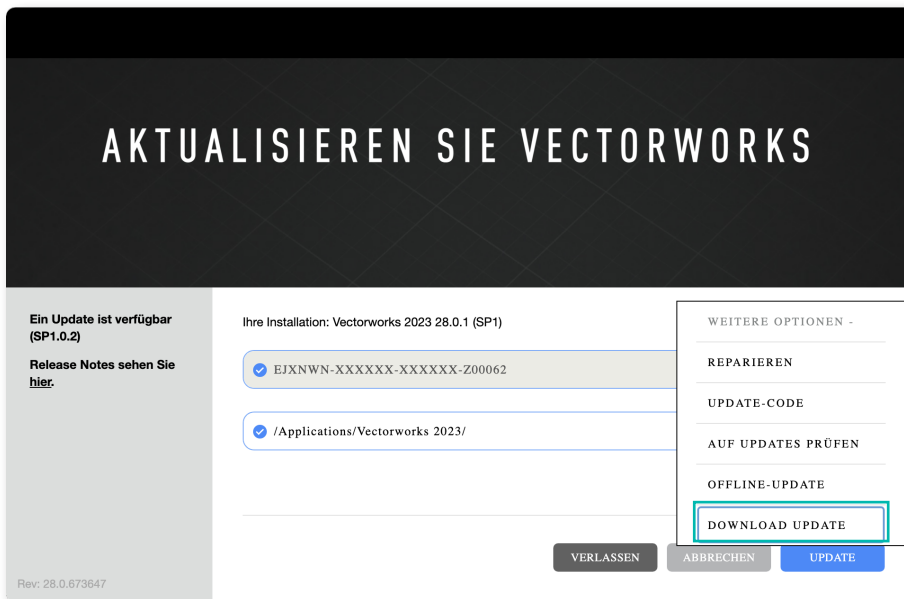 AKTUALISIEREN SIE VECTORWORKS
Ein Update ist verfügbar
(SP1.0.2)
Release Notes sehen Sie
hier.
Rev: 28.0.673647
Ihre Installation: Vectorworks 2023 28.0.1 (SP1)
EJXNWN-XXXXXX-XXXXXX-Z00062
/Applications/Vectorworks 2023/
WEITERE OPTIONEN -
REPARIEREN
UPDATE-CODE
AUF UPDATES PRÜFEN
OFFLINE-UPDATE
DOWNLOAD UPDATE
VERLASSEN
ABBRECHEN
UPDATE